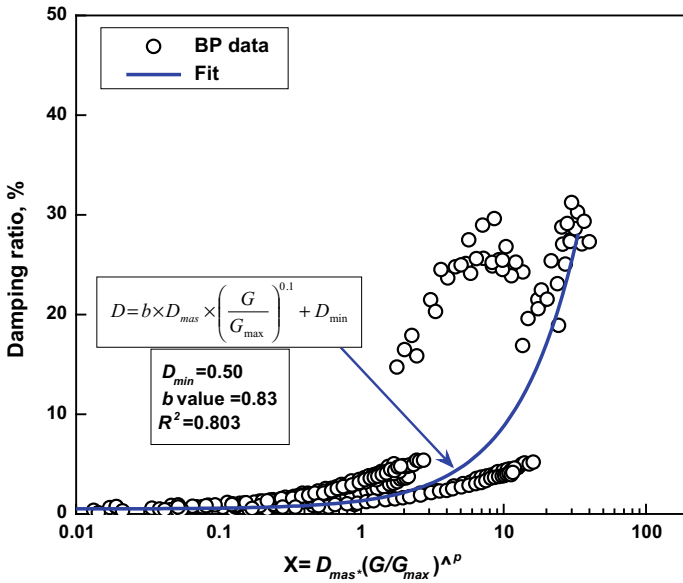 50
40
30
20
10
0
Damping ratio, %
BP data
Fit
D = b × D_mas × (G / G_max)^0.1 + D_min
D_min =0.50
b value =0.83
R² =0.803
0.01 0.1 1 10 100
X= D_mas*(G/G_max)^^p